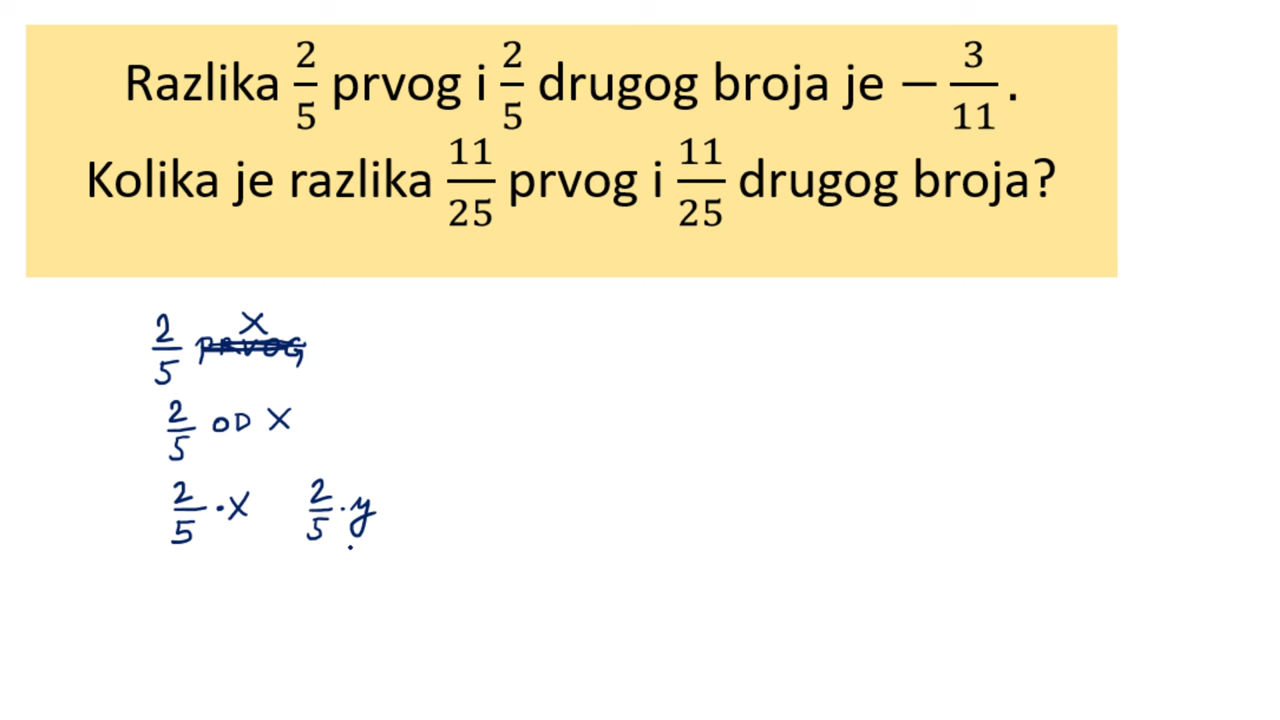 Razlika 2/5 prvog i 2/5 drugog broja je − 3/11 .
Kolika je razlika 11/25 prvog i 11/25 drugog broja?
X
2/5 PRVOG
2/5 OD X
2/5 · X 2/5 · y